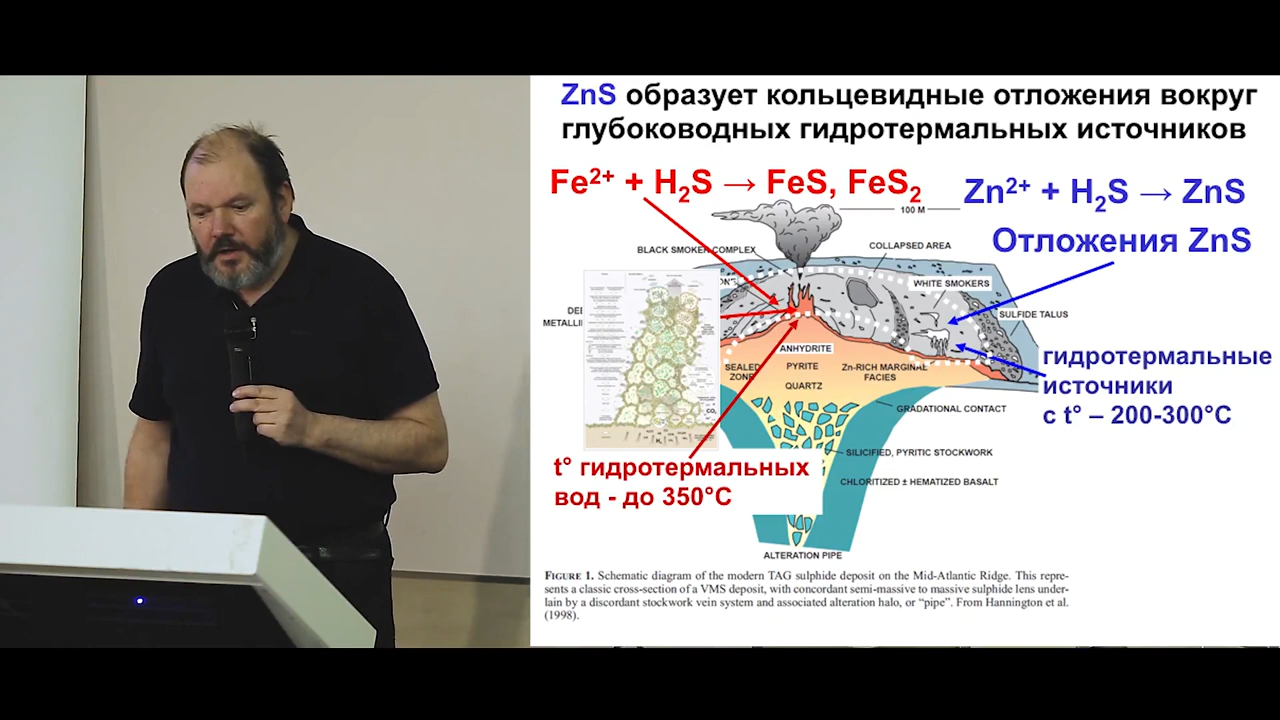 ZnS образует кольцевидные отложения вокруг
глубоководных гидротермальных источников
Fe²⁺ + H₂S → FeS, FeS₂
Zn²⁺ + H₂S → ZnS
100 M
Отложения ZnS
BLACK SMOKER COMPLEX
COLLAPSED AREA
WHITE SMOKERS
SULFIDE TALUS
METALLI
ANHYDRITE
гидротермальные
источники
с t° – 200-300°C
SEALED
ZONE
PYRITE
QUARTZ
Zn-RICH MARGINAL
FACIES
GRADATIONAL CONTACT
SILICIFIED, PYRITIC STOCKWORK
t° гидротермальных
вод - до 350°C
CHLORITIZED ± HEMATIZED BASALT
ALTERATION PIPE
FIGURE 1. Schematic diagram of the modern TAG sulphide deposit on the Mid-Atlantic Ridge. This repre-
sents a classic cross-section of a VMS deposit, with concordant semi-massive to massive sulphide lens under-
lain by a discordant stockwork vein system and associated alteration halo, or “pipe”. From Hannington et al.
(1998).